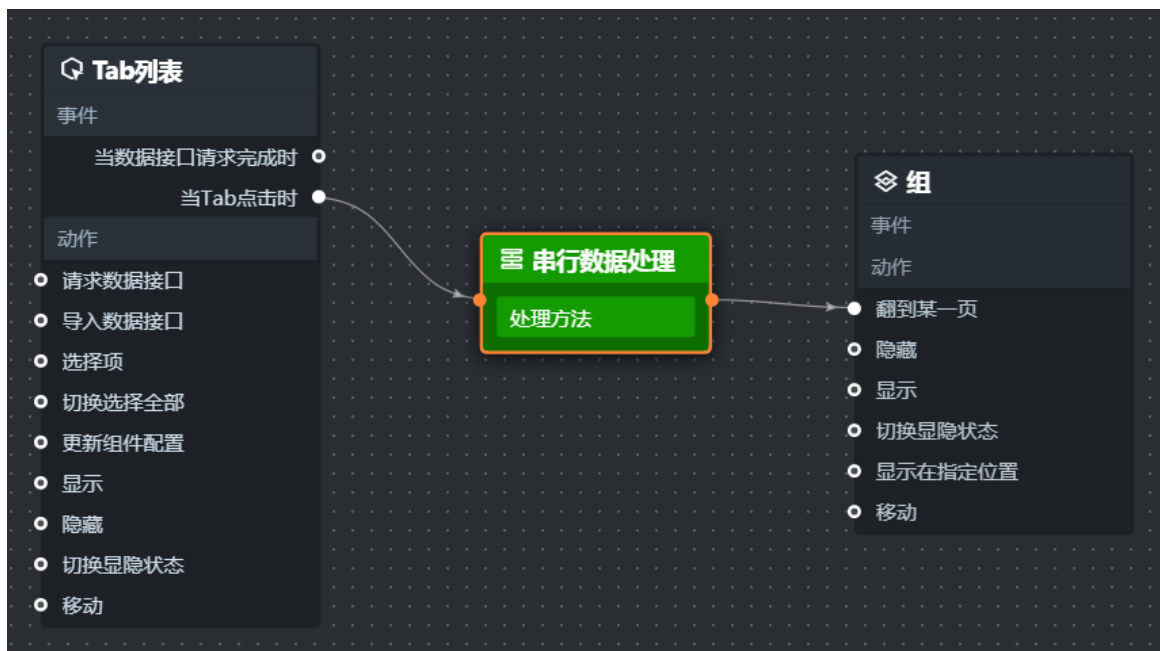 Tab列表
事件
当数据接口请求完成时
当Tab点击时
动作
请求数据接口
导入数据接口
选择项
切换选择全部
更新组件配置
显示
隐藏
切换显隐状态
移动
串行数据处理
处理方法
组
事件
动作
翻到某一页
隐藏
显示
切换显隐状态
显示在指定位置
移动